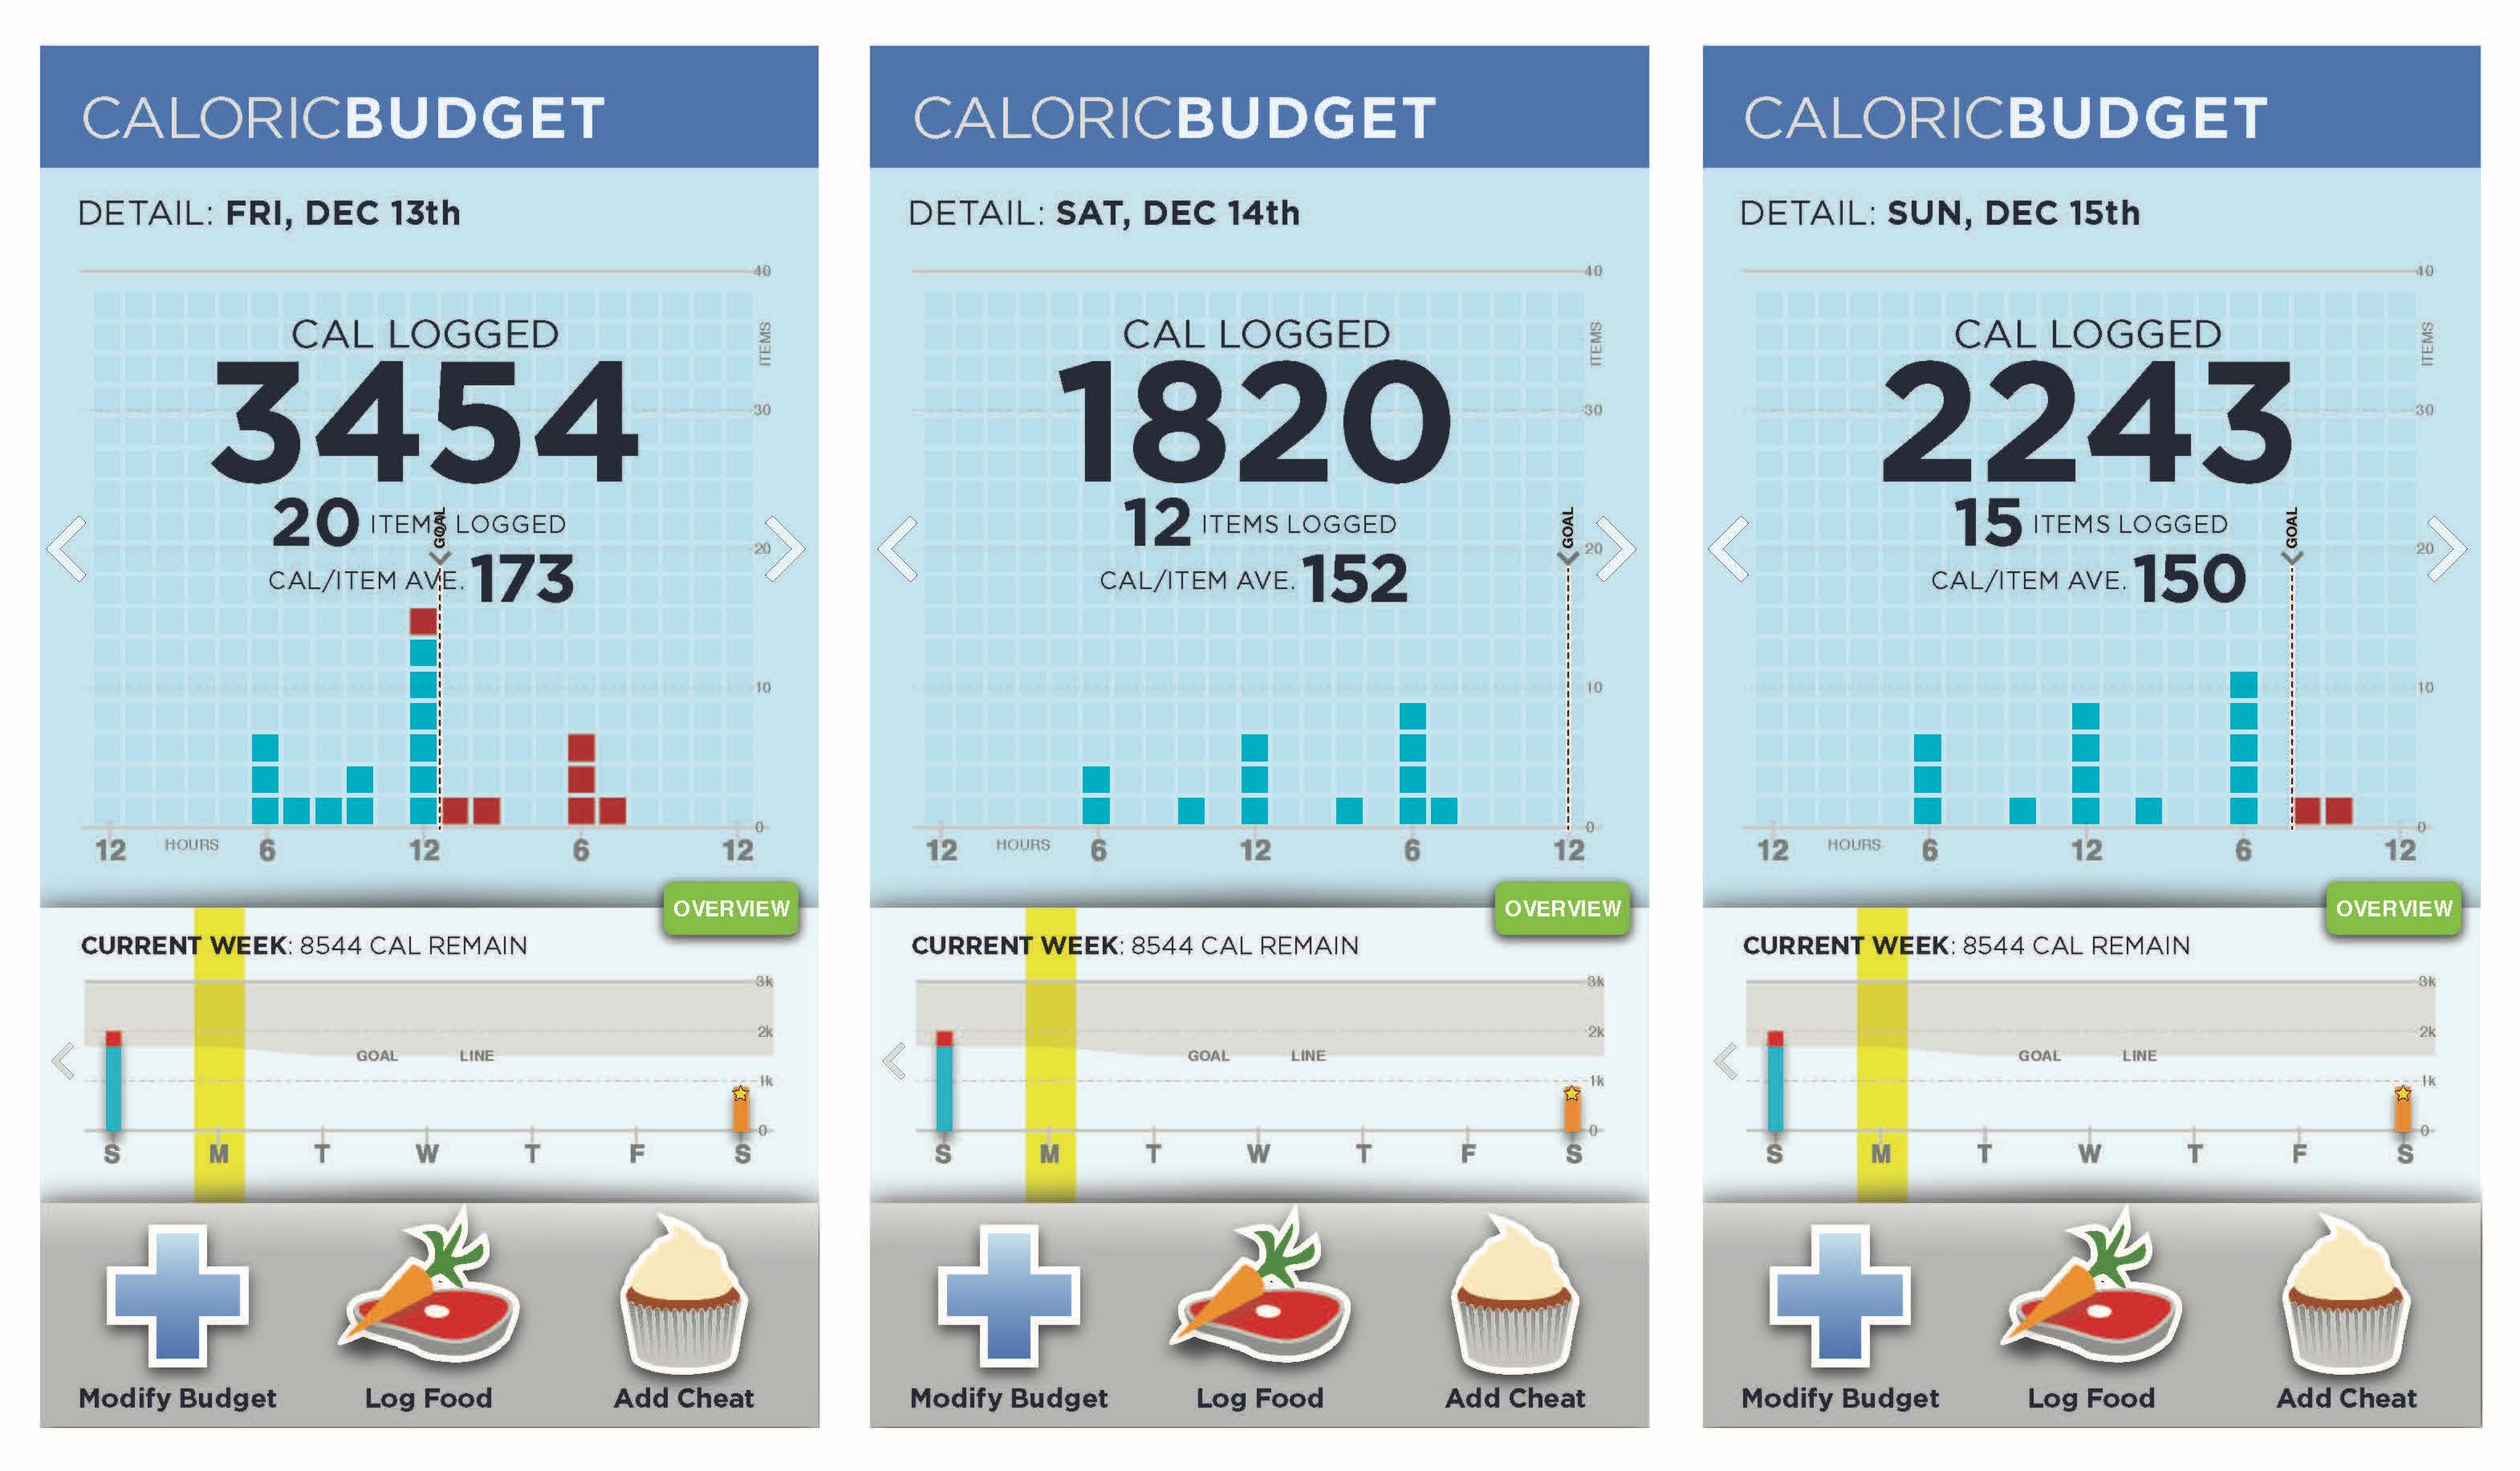 CALORICBUDGET
DETAIL: FRI, DEC 13th
40
CAL LOGGED
ITEMS
3454
30
20 ITEMS LOGGED
GOAL
20
CAL/ITEM AVE. 173
10
0
12 HOURS 6 12 6 12
OVERVIEW
CURRENT WEEK: 8544 CAL REMAIN
3k
2k
GOAL LINE
1k
0
S M T W T F S
Modify Budget Log Food Add Cheat
CALORICBUDGET
DETAIL: SAT, DEC 14th
40
CAL LOGGED
ITEMS
1820
30
12 ITEMS LOGGED
GOAL
20
CAL/ITEM AVE. 152
10
0
12 HOURS 6 12 6 12
OVERVIEW
CURRENT WEEK: 8544 CAL REMAIN
3k
2k
GOAL LINE
1k
0
S M T W T F S
Modify Budget Log Food Add Cheat
CALORICBUDGET
DETAIL: SUN, DEC 15th
40
CAL LOGGED
ITEMS
2243
30
15 ITEMS LOGGED
GOAL
20
CAL/ITEM AVE. 150
10
0
12 HOURS 6 12 6 12
OVERVIEW
CURRENT WEEK: 8544 CAL REMAIN
3k
2k
GOAL LINE
1k
0
S M T W T F S
Modify Budget Log Food Add Cheat